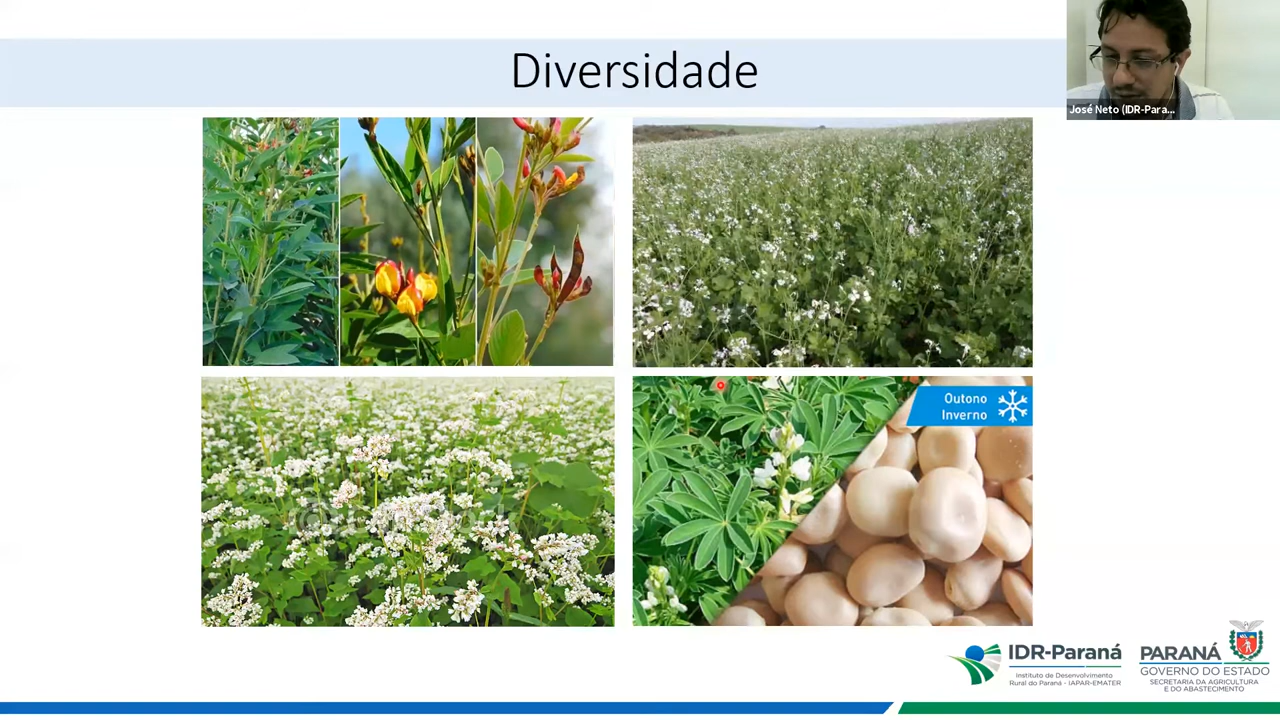 Diversidade
José Neto (IDR-Para...
Outono
Inverno
IDR-Paraná
Instituto de Desenvolvimento
Rural do Paraná - IAPAR-EMATER
PARANÁ
GOVERNO DO ESTADO
SECRETARIA DA AGRICULTURA
E DO ABASTECIMENTO